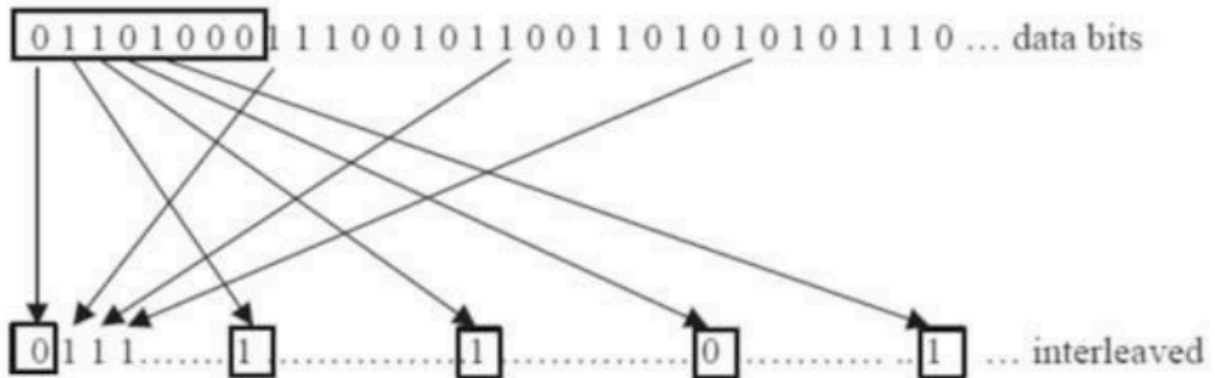 0 1 1 0 1 0 0 0 1 1 1 0 0 1 0 1 1 0 0 1 1 0 1 0 1 0 1 0 1 1 1 0 ... data bits
0 1 1 1.......1...............1...............0.............1 ... interleaved